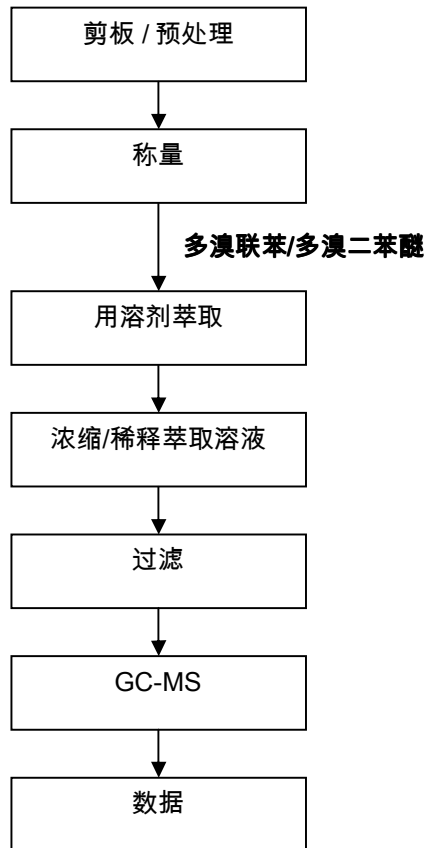 剪板 / 预处理
称量
多溴联苯/多溴二苯醚
用溶剂萃取
浓缩/稀释萃取溶液
过滤
GC-MS
数据